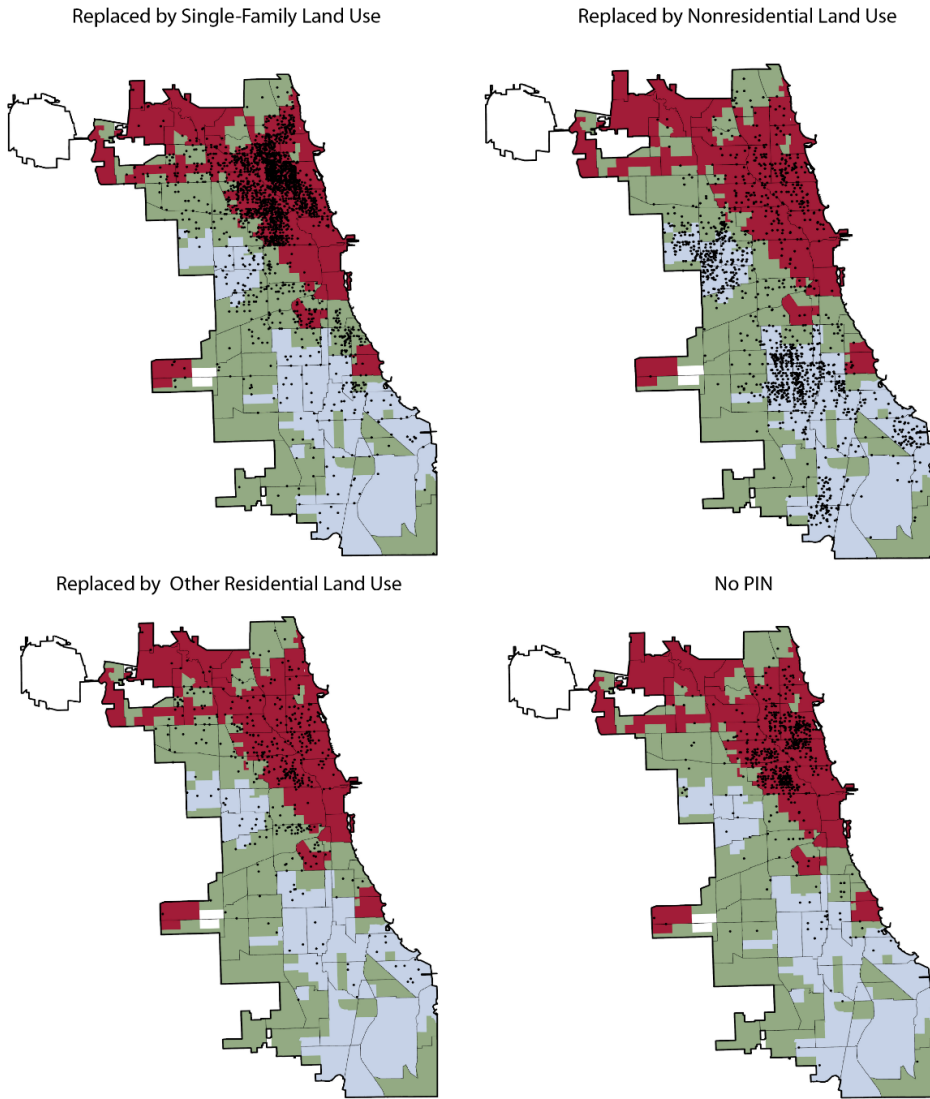 Replaced by Single-Family Land Use
Replaced by Nonresidential Land Use
Replaced by  Other Residential Land Use
No PIN